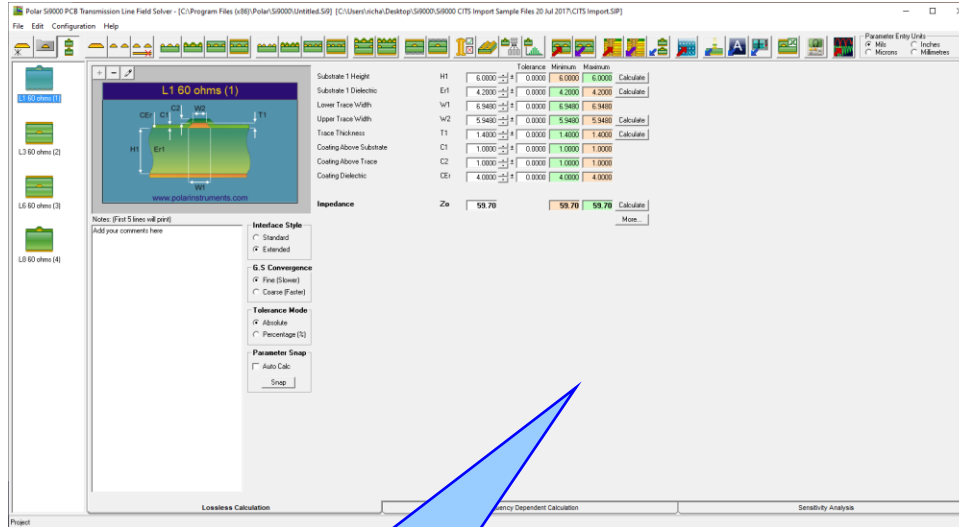 Polar Si9000 PCB Transmission Line Field Solver - [C:\Program Files (x86)\Polar\Si9000\Untitled.Si9] [C:\Users\richa\Desktop\Si9000\Si9000 CITS Import Sample Files 20 Jul 2017\CITS Import.SIP]
File Edit Configuration Help
Parameter Entry Units
Mils Inches
Microns Millimetres
L1 60 ohms (1)
L3 60 ohms (2)
L6 60 ohms (3)
L8 60 ohms (4)
+ -
L1 60 ohms (1)
CEr C1 C2 W2 T1
H1 Er1
W1
www.polarinstruments.com
Notes: (First 5 lines will print)
Add your comments here
Interface Style
Standard
Extended
G.S Convergence
Fine (Slower)
Coarse (Faster)
Tolerance Mode
Absolute
Percentage (%)
Parameter Snap
Auto Calc
Snap
Tolerance Minimum Maximum
Substrate 1 Height H1 6.0000 ± 0.0000 6.0000 6.0000 Calculate
Substrate 1 Dielectric Er1 4.2000 ± 0.0000 4.2000 4.2000 Calculate
Lower Trace Width W1 6.9480 ± 0.0000 6.9480 6.9480
Upper Trace Width W2 5.9480 ± 0.0000 5.9480 5.9480 Calculate
Trace Thickness T1 1.4000 ± 0.0000 1.4000 1.4000 Calculate
Coating Above Substrate C1 1.0000 ± 0.0000 1.0000 1.0000
Coating Above Trace C2 1.0000 ± 0.0000 1.0000 1.0000
Coating Dielectric CEr 4.0000 ± 0.0000 4.0000 4.0000
Impedance Zo 59.70 59.70 59.70 Calculate
More...
Lossless Calculation
Dependent Calculation
Sensitivity Analysis
Project